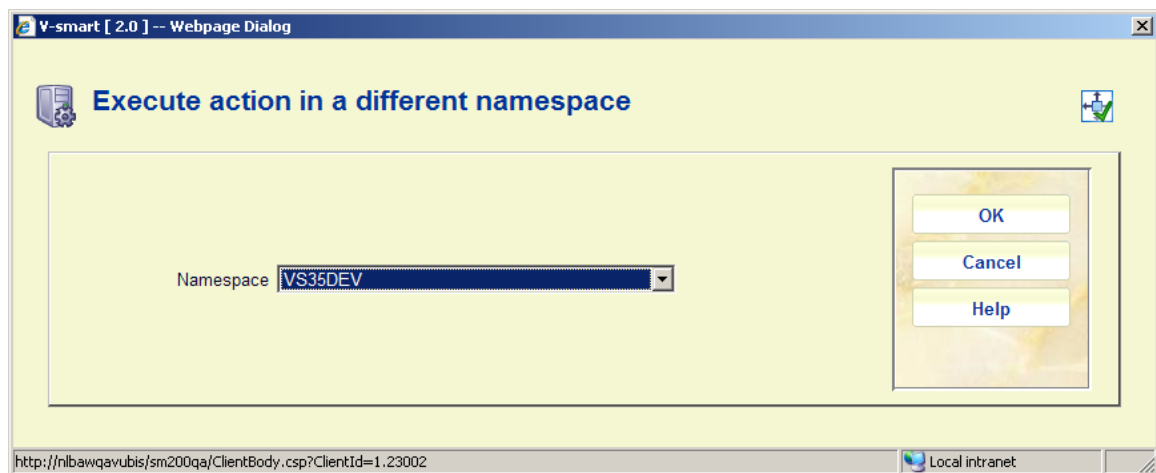 V-smart [ 2.0 ] -- Webpage Dialog
Execute action in a different namespace
OK
Cancel
Help
Namespace VS35DEV
http://nlbawqavubis/sm200qa/ClientBody.csp?ClientId=1.23002 Local intranet